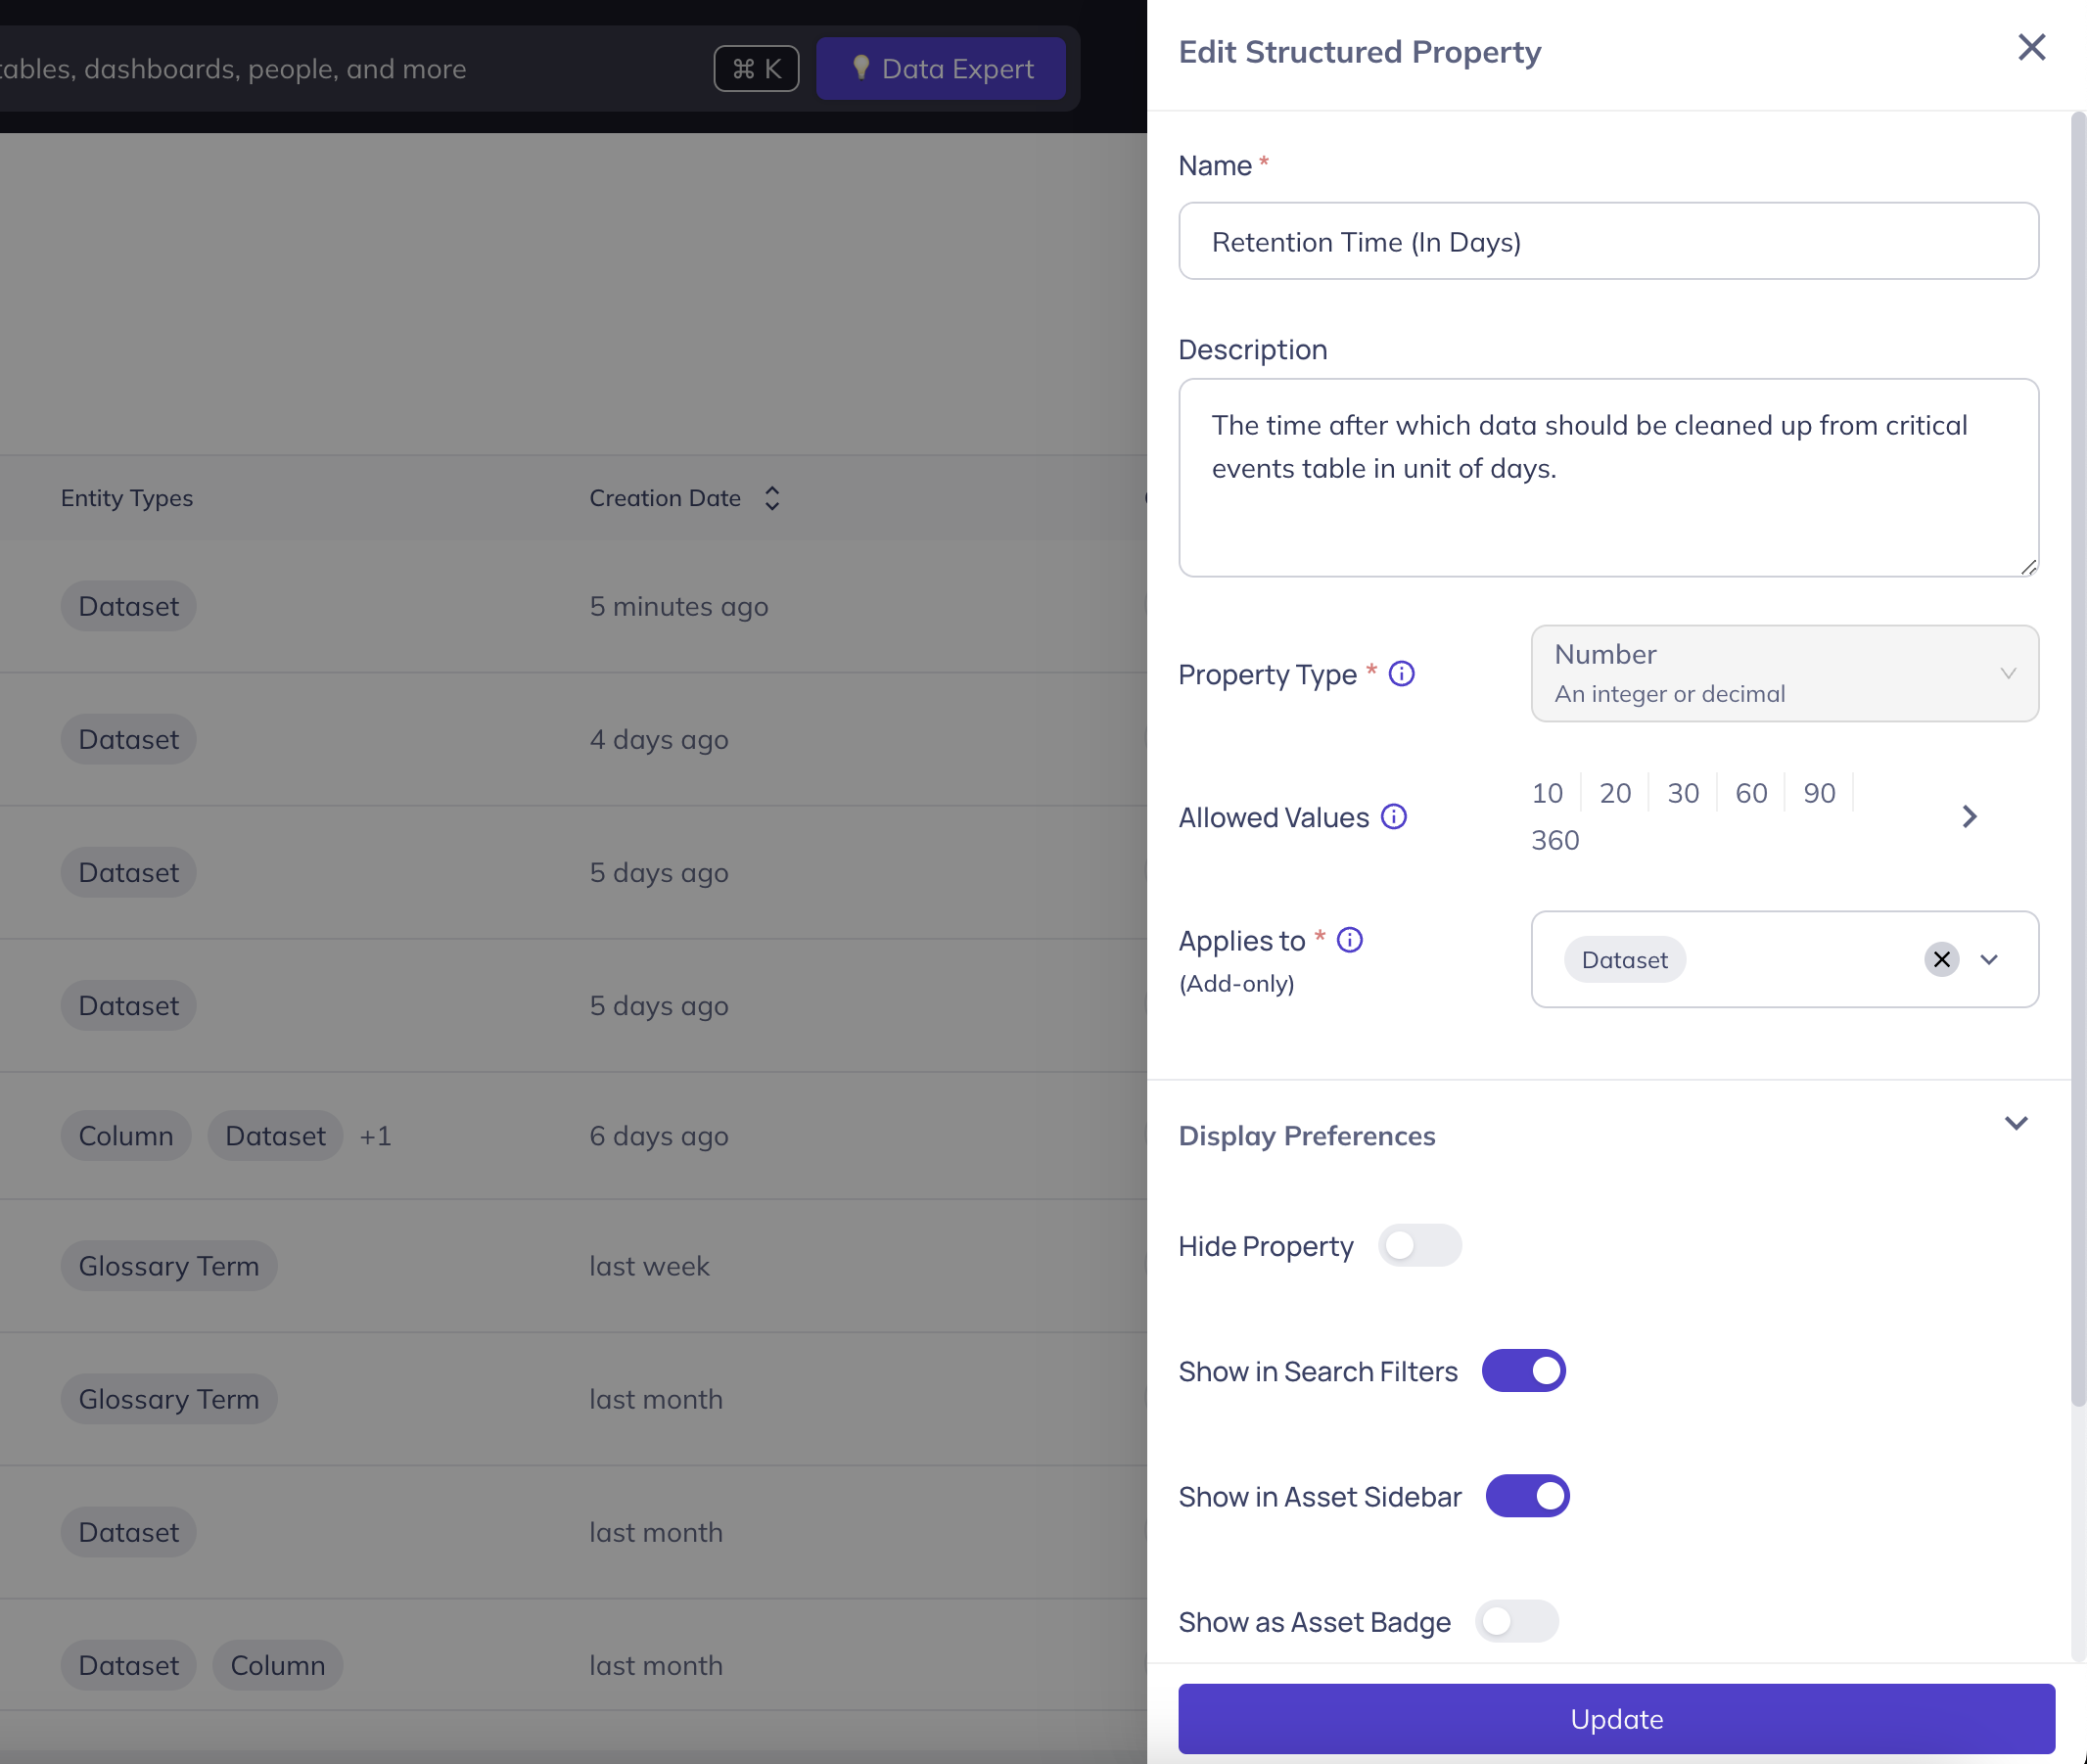 tables, dashboards, people, and more
⌘ K
Data Expert
Entity Types
Creation Date
Dataset
5 minutes ago
Dataset
4 days ago
Dataset
5 days ago
Dataset
5 days ago
Column Dataset +1
6 days ago
Glossary Term
last week
Glossary Term
last month
Dataset
last month
Dataset Column
last month
Edit Structured Property
Name *
Retention Time (In Days)
Description
The time after which data should be cleaned up from critical
events table in unit of days.
Property Type *
Number
An integer or decimal
Allowed Values
10 20 30 60 90
360
Applies to *
(Add-only)
Dataset
Display Preferences
Hide Property
Show in Search Filters
Show in Asset Sidebar
Show as Asset Badge
Update